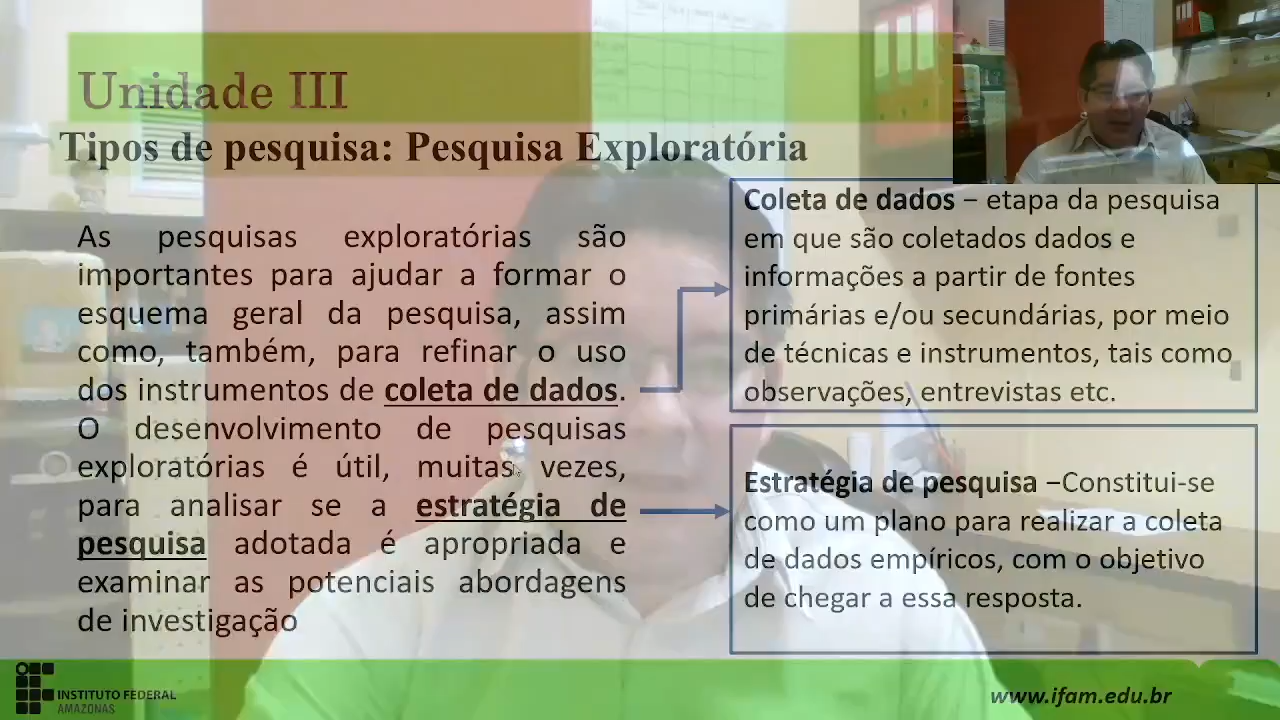 Unidade III
Tipos de pesquisa: Pesquisa Exploratória
As pesquisas exploratórias são
importantes para ajudar a formar o
esquema geral da pesquisa, assim
como, também, para refinar o uso
dos instrumentos de coleta de dados.
O desenvolvimento de pesquisas
exploratórias é útil, muitas vezes,
para analisar se a estratégia de
pesquisa adotada é apropriada e
examinar as potenciais abordagens
de investigação
Coleta de dados – etapa da pesquisa
em que são coletados dados e
informações a partir de fontes
primárias e/ou secundárias, por meio
de técnicas e instrumentos, tais como
observações, entrevistas etc.
Estratégia de pesquisa –Constitui-se
como um plano para realizar a coleta
de dados empíricos, com o objetivo
de chegar a essa resposta.
INSTITUTO FEDERAL
AMAZONAS
www.ifam.edu.br